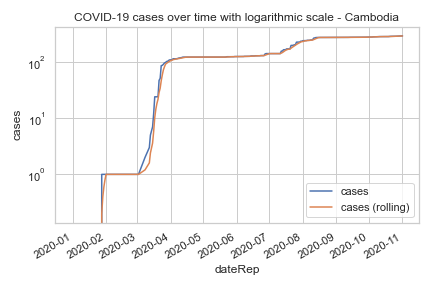 COVID-19 cases over time with logarithmic scale - Cambodia
10²
10¹
10⁰
cases
cases
cases (rolling)
2020-01
2020-02
2020-03
2020-04
2020-05
2020-06
2020-07
2020-08
2020-09
2020-10
2020-11
dateRep